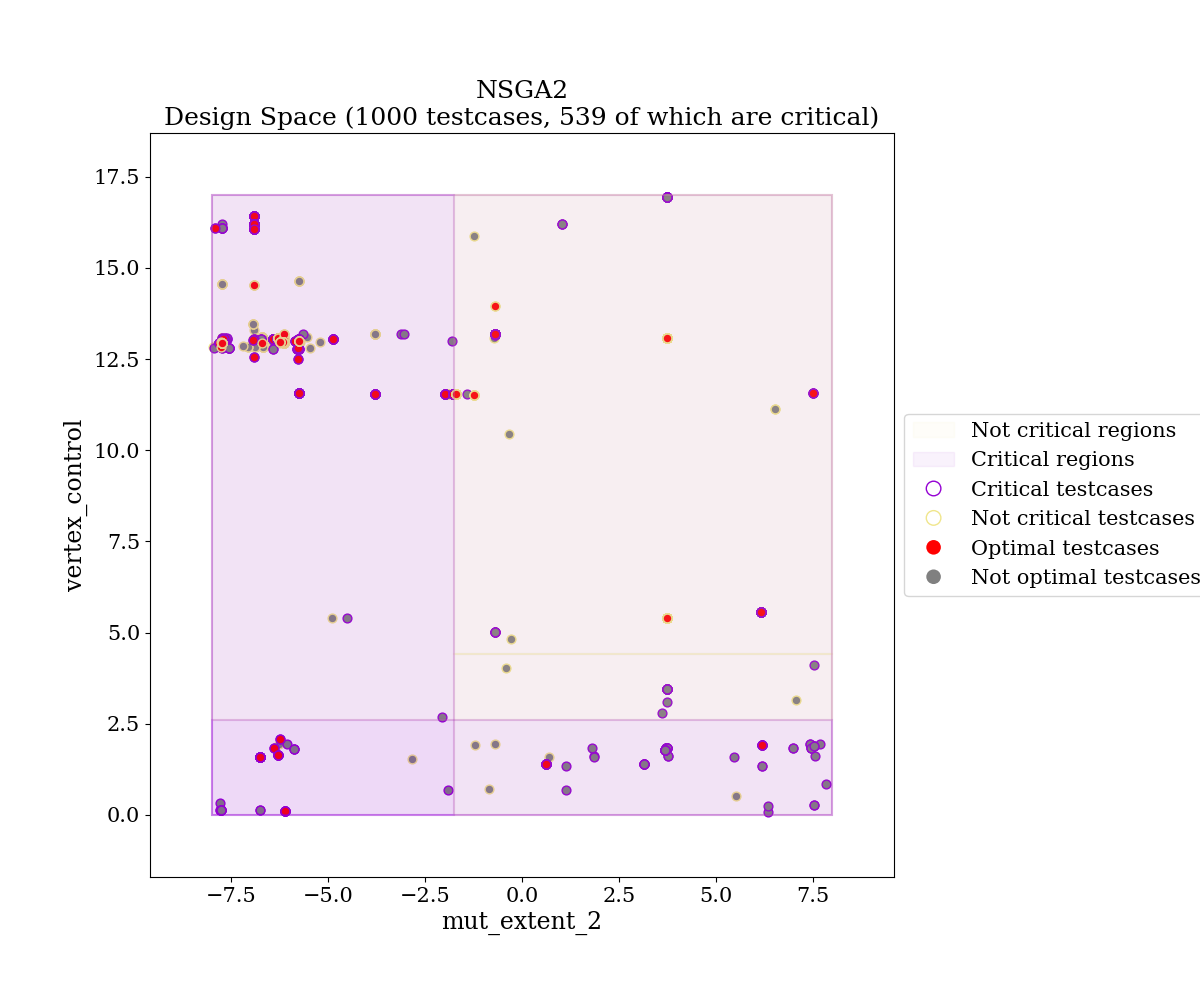 NSGA2
Design Space (1000 testcases, 539 of which are critical)
17.5
15.0
12.5
10.0
7.5
5.0
2.5
0.0
vertex_control
−7.5
−5.0
−2.5
0.0
2.5
5.0
7.5
mut_extent_2
Not critical regions
Critical regions
Critical testcases
Not critical testcases
Optimal testcases
Not optimal testcases